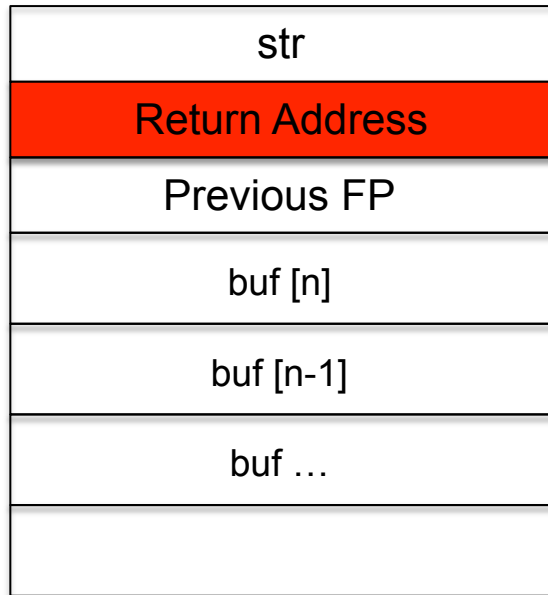 str
Return Address
Previous FP
buf [n]
buf [n-1]
buf …